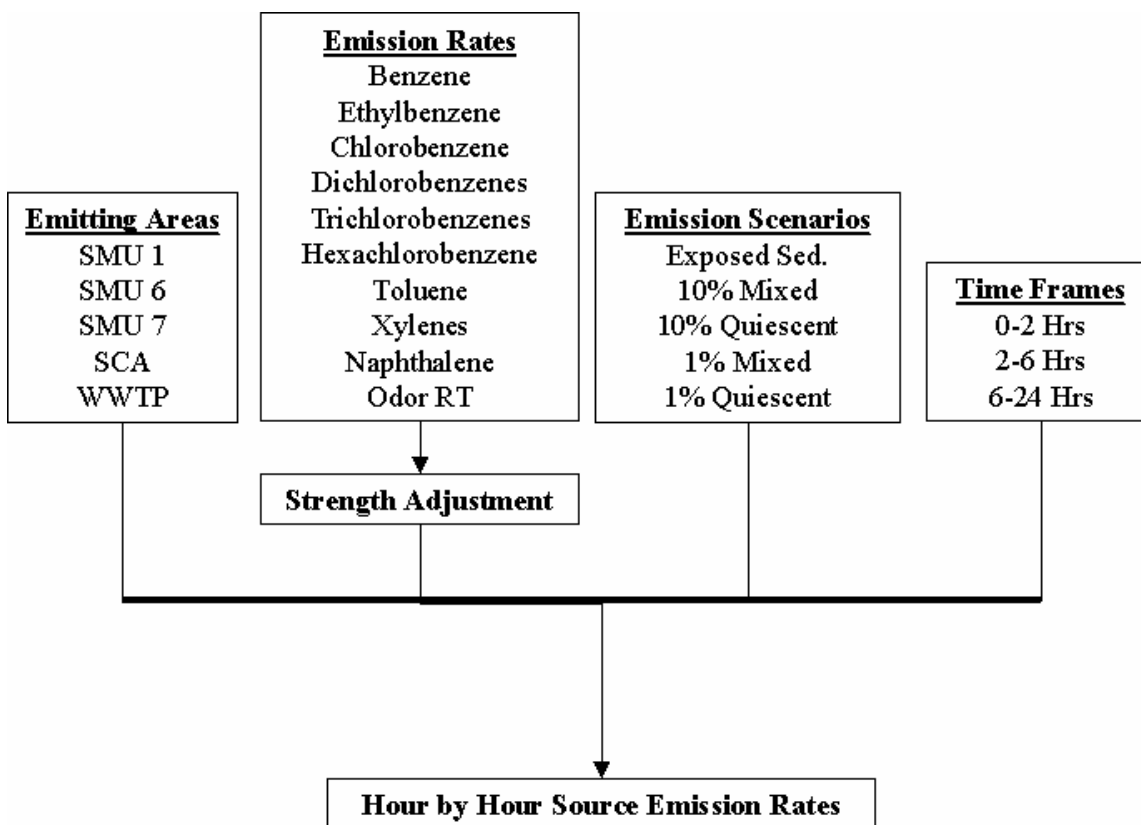 Emitting Areas
SMU 1
SMU 6
SMU 7
SCA
WWTP
Emission Rates
Benzene
Ethylbenzene
Chlorobenzene
Dichlorobenzenes
Trichlorobenzenes
Hexachlorobenzene
Toluene
Xylenes
Naphthalene
Odor RT
Emission Scenarios
Exposed Sed.
10% Mixed
10% Quiescent
1% Mixed
1% Quiescent
Time Frames
0-2 Hrs
2-6 Hrs
6-24 Hrs
Strength Adjustment
Hour by Hour Source Emission Rates